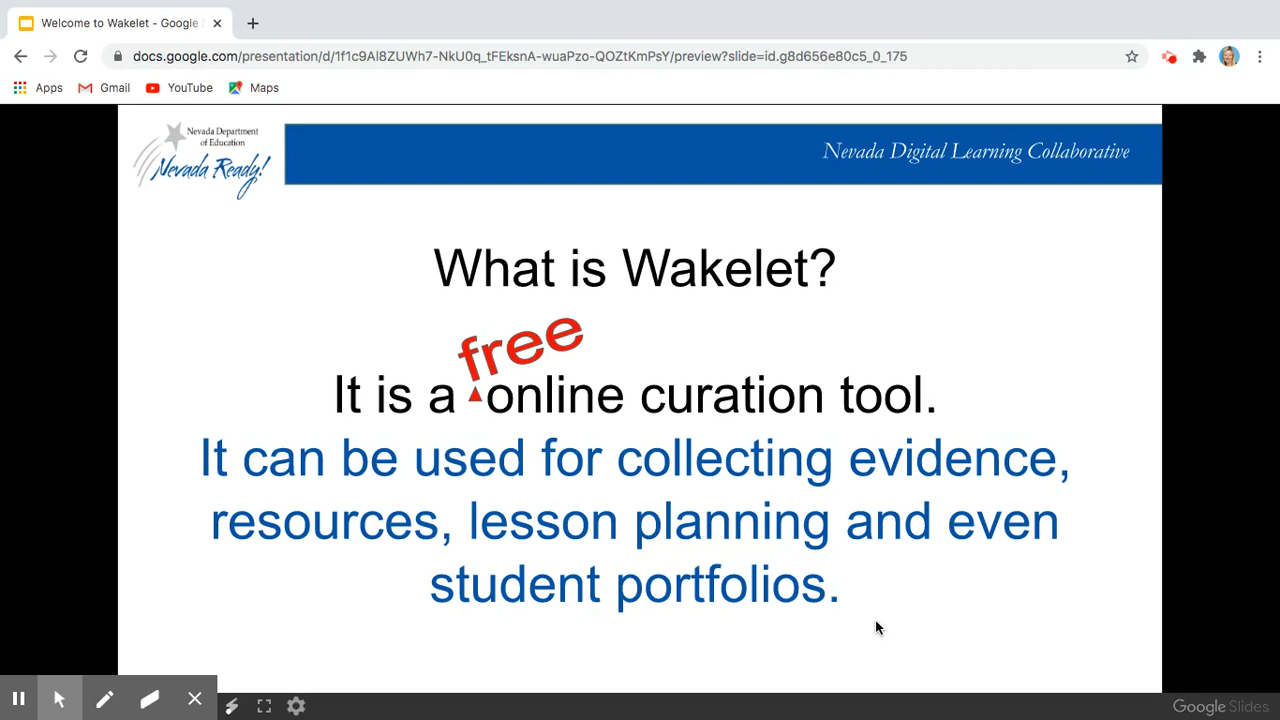 Welcome to Wakelet - Google S
docs.google.com/presentation/d/1f1c9Al8ZUWh7-NkU0q_tFEksnA-wuaPzo-QOZtKmPsY/preview?slide=id.g8d656e80c5_0_175
Apps Gmail YouTube Maps
Nevada Department
of Education
Nevada Ready!
Nevada Digital Learning Collaborative
What is Wakelet?
free
It is a online curation tool.
It can be used for collecting evidence,
resources, lesson planning and even
student portfolios.
Google Slides